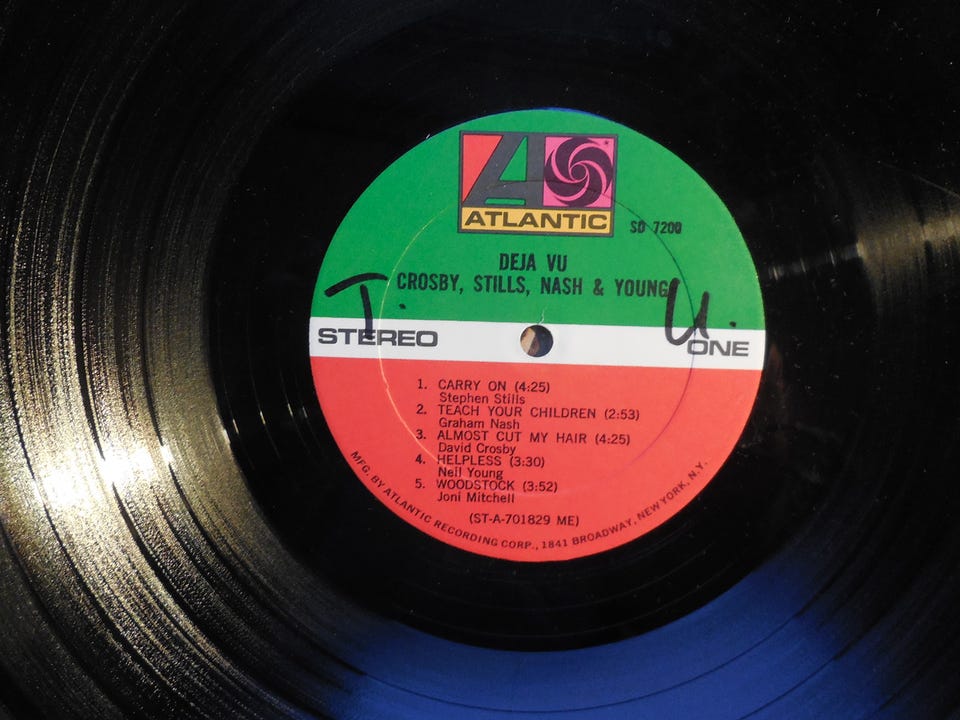 ATLANTIC
SD 7200
DEJA VU
CROSBY, STILLS, NASH & YOUNG
T. U.
STEREO ONE
1. CARRY ON (4:25)
Stephen Stills
2. TEACH YOUR CHILDREN (2:53)
Graham Nash
3. ALMOST CUT MY HAIR (4:25)
David Crosby
4. HELPLESS (3:30)
Neil Young
5. WOODSTOCK (3:52)
Joni Mitchell
(ST-A-701829 ME)
MFG. BY ATLANTIC RECORDING CORP., 1841 BROADWAY, NEW YORK, N.Y.